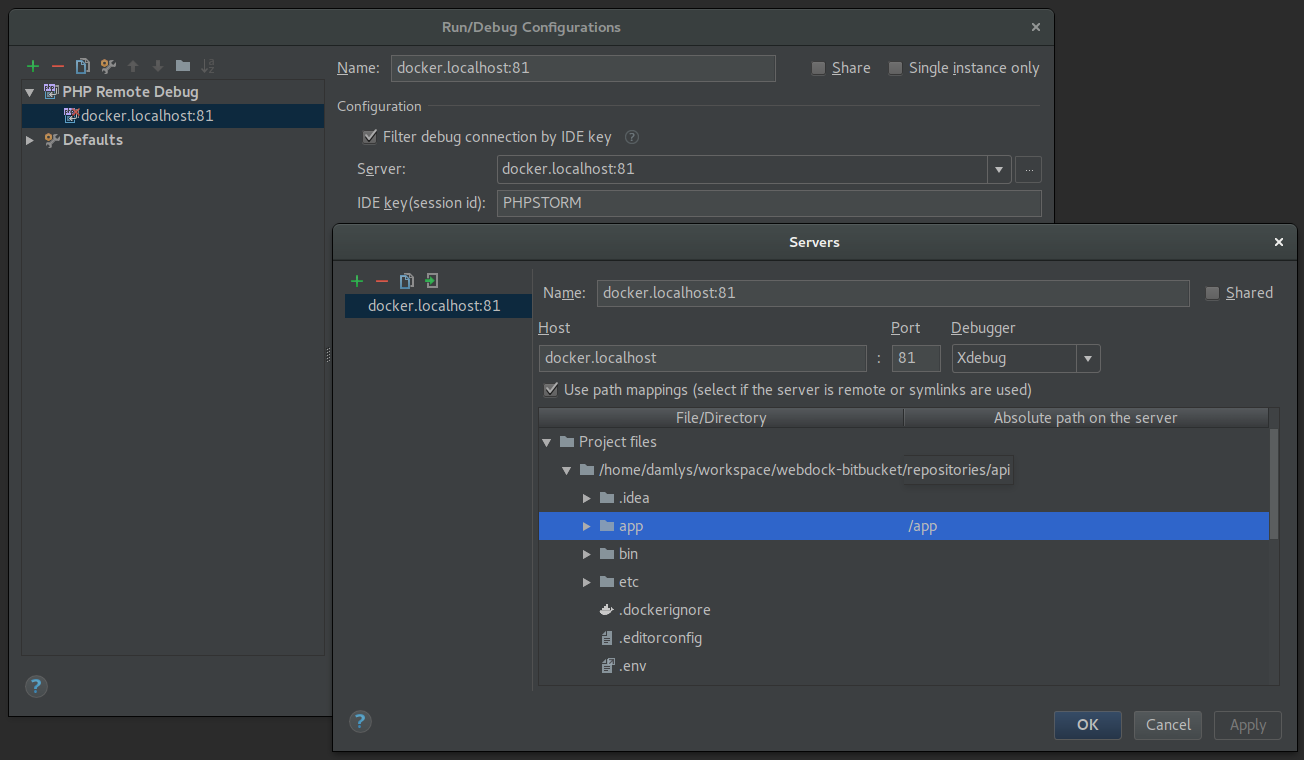 Run/Debug Configurations
Name: docker.localhost:81 Share Single instance only
PHP Remote Debug
docker.localhost:81
Defaults
Configuration
Filter debug connection by IDE key ?
Server: docker.localhost:81 ...
IDE key(session id): PHPSTORM
?
Servers
docker.localhost:81
Name: docker.localhost:81 Shared
Host Port Debugger
docker.localhost : 81 Xdebug
Use path mappings (select if the server is remote or symlinks are used)
File/Directory Absolute path on the server
Project files
/home/damlys/workspace/webdock-bitbucket/repositories/api
.idea
app /app
bin
etc
.dockerignore
.editorconfig
.env
? OK Cancel Apply